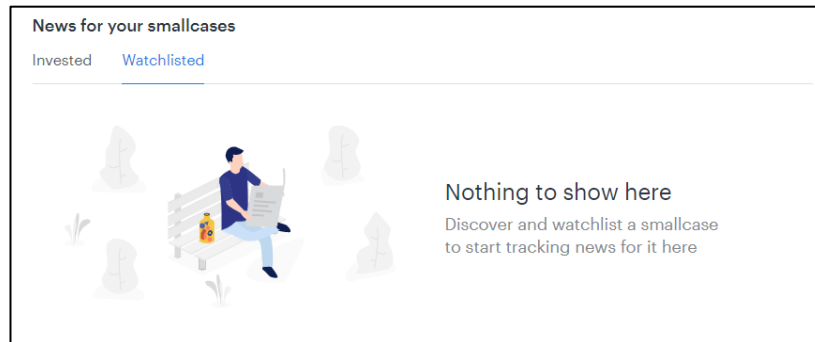 News for your smallcases
Invested Watchlisted
Nothing to show here
Discover and watchlist a smallcase
to start tracking news for it here